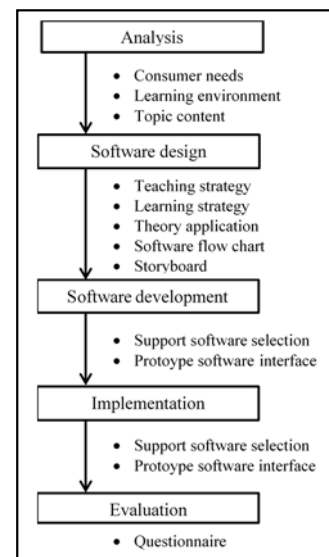 Analysis
• Consumer needs
• Learning environment
• Topic content
Software design
• Teaching strategy
• Learning strategy
• Theory application
• Software flow chart
• Storyboard
Software development
• Support software selection
• Protoype software interface
Implementation
• Support software selection
• Protoype software interface
Evaluation
• Questionnaire